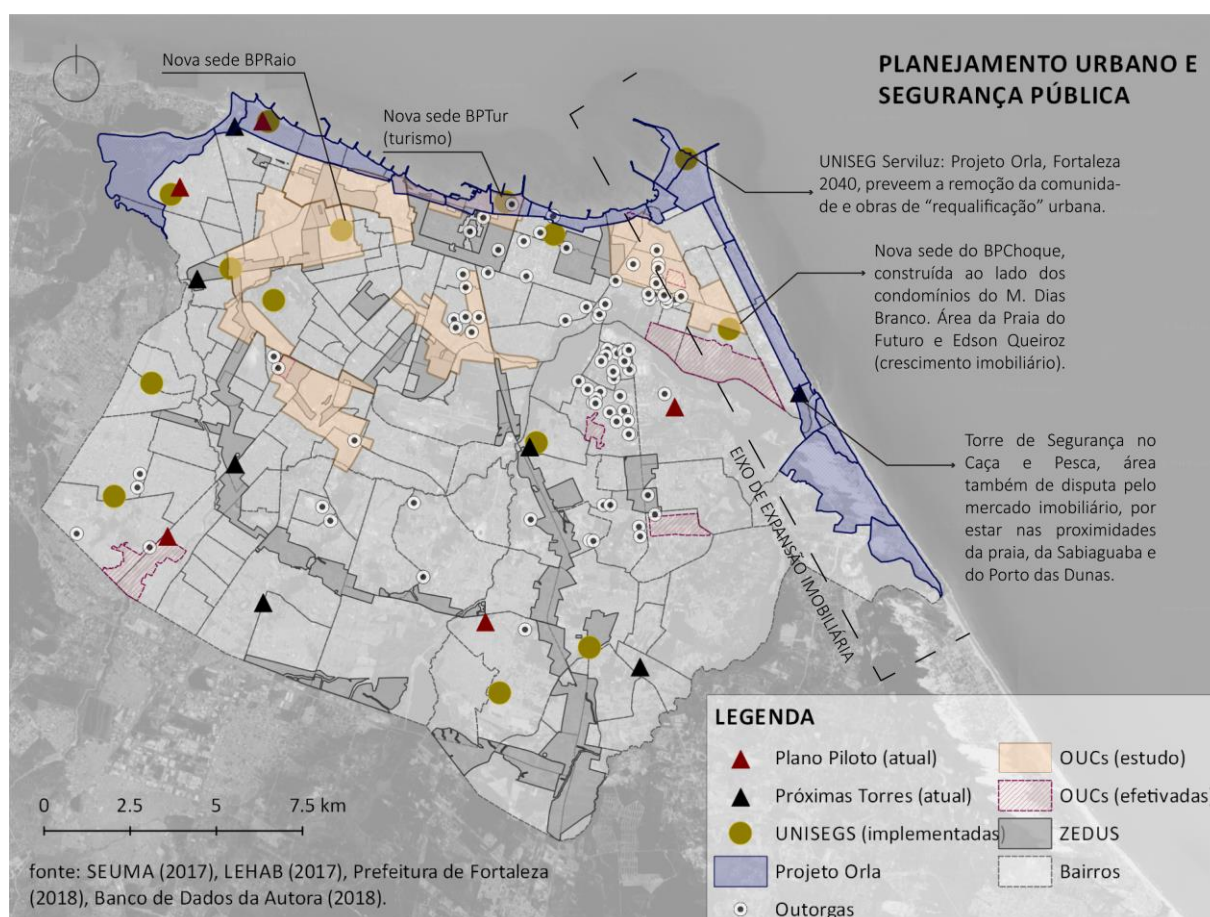 PLANEJAMENTO URBANO E
SEGURANÇA PÚBLICA
Nova sede BPRaio
Nova sede BPTur
(turismo)
UNISEG Serviluz: Projeto Orla, Fortaleza
2040, preveem a remoção da comunida-
de e obras de “requalificação” urbana.
Nova sede do BPChoque,
construída ao lado dos
condomínios do M. Dias
Branco. Área da Praia do
Futuro e Edson Queiroz
(crescimento imobiliário).
Torre de Segurança no
Caça e Pesca, área
também de disputa pelo
mercado imobiliário, por
estar nas proximidades
da praia, da Sabiaguaba e
do Porto das Dunas.
EIXO DE EXPANSÃO IMOBILIÁRIA
LEGENDA
Plano Piloto (atual)
Próximas Torres (atual)
UNISEGS (implementadas)
Projeto Orla
Outorgas
OUCs (estudo)
OUCs (efetivadas
ZEDUS
Bairros
0 2.5 5 7.5 km
fonte: SEUMA (2017), LEHAB (2017), Prefeitura de Fortaleza
(2018), Banco de Dados da Autora (2018).